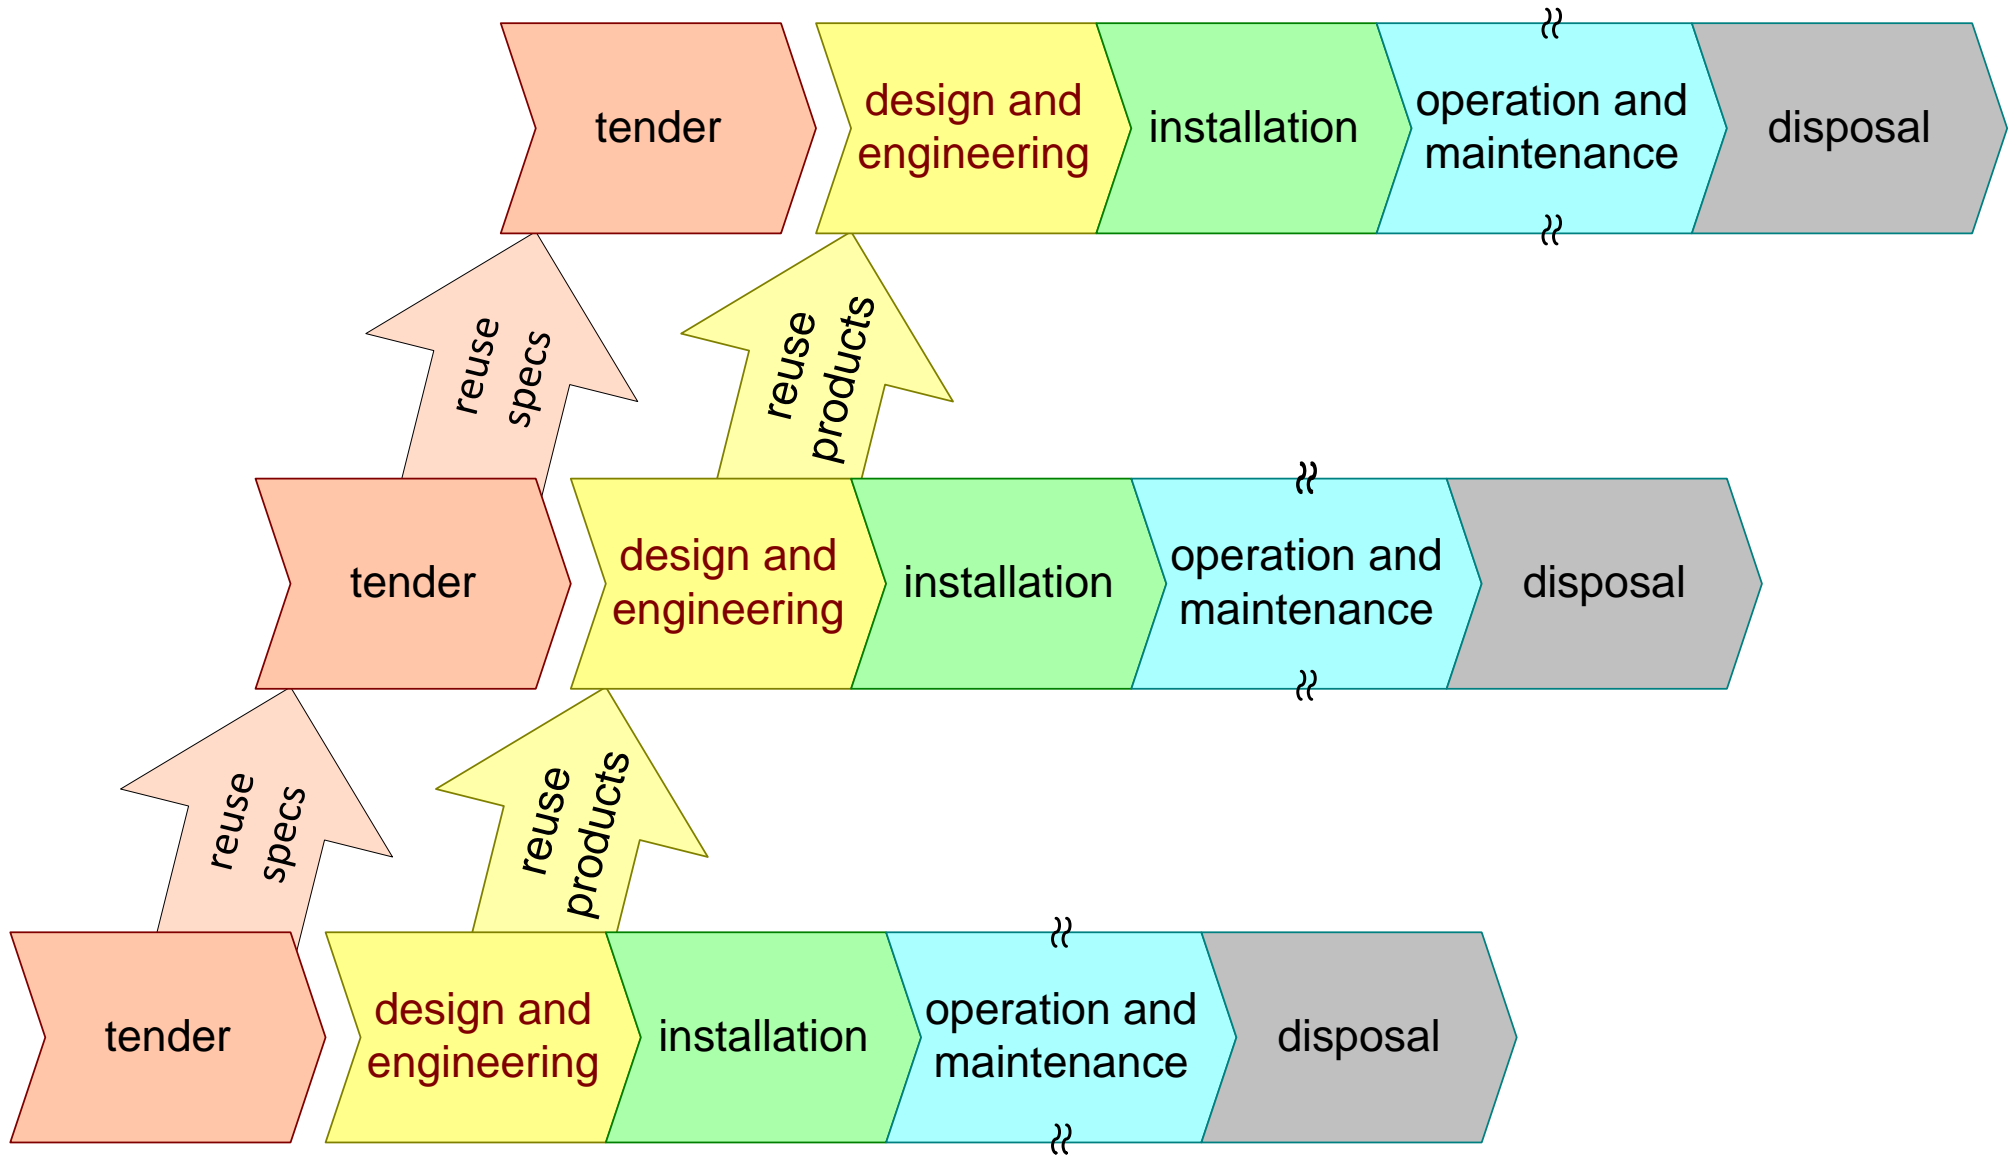 tender
design and
engineering
installation
operation and
maintenance
disposal
reuse
specs
reuse
products
tender
design and
engineering
installation
operation and
maintenance
disposal
reuse
specs
reuse
products
tender
design and
engineering
installation
operation and
maintenance
disposal